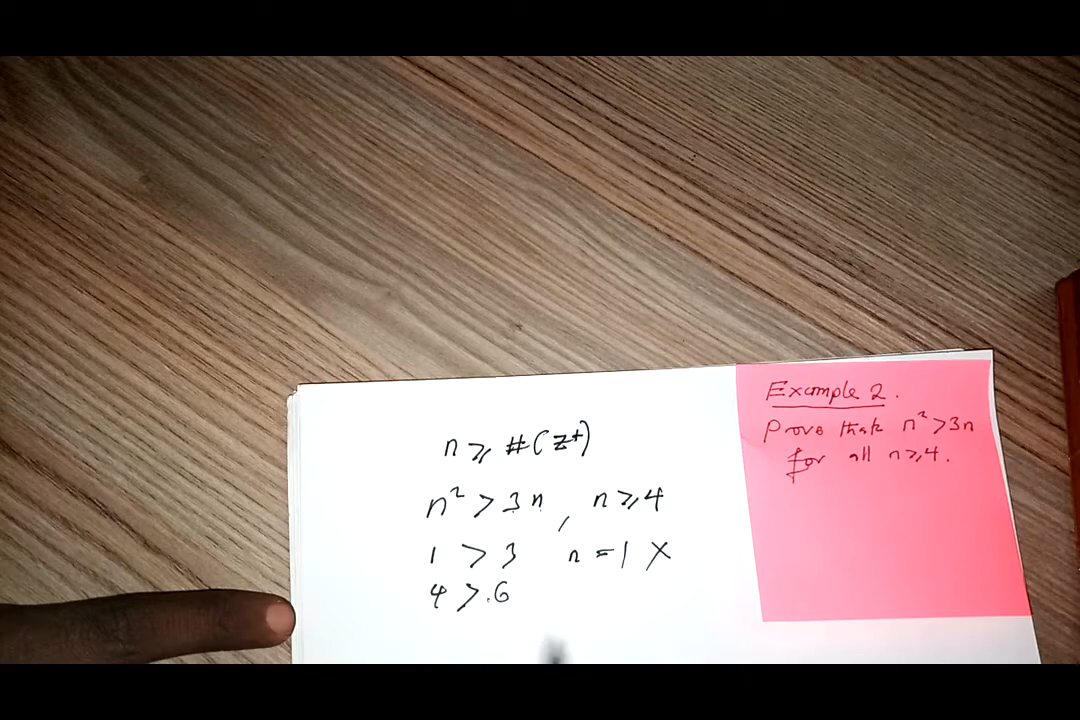 n ⩾ #(z+)
n² > 3n , n ⩾ 4
1 > 3 n = 1 X
4 > .6
Example 2.
Prove that n² > 3n
for all n ⩾ 4.